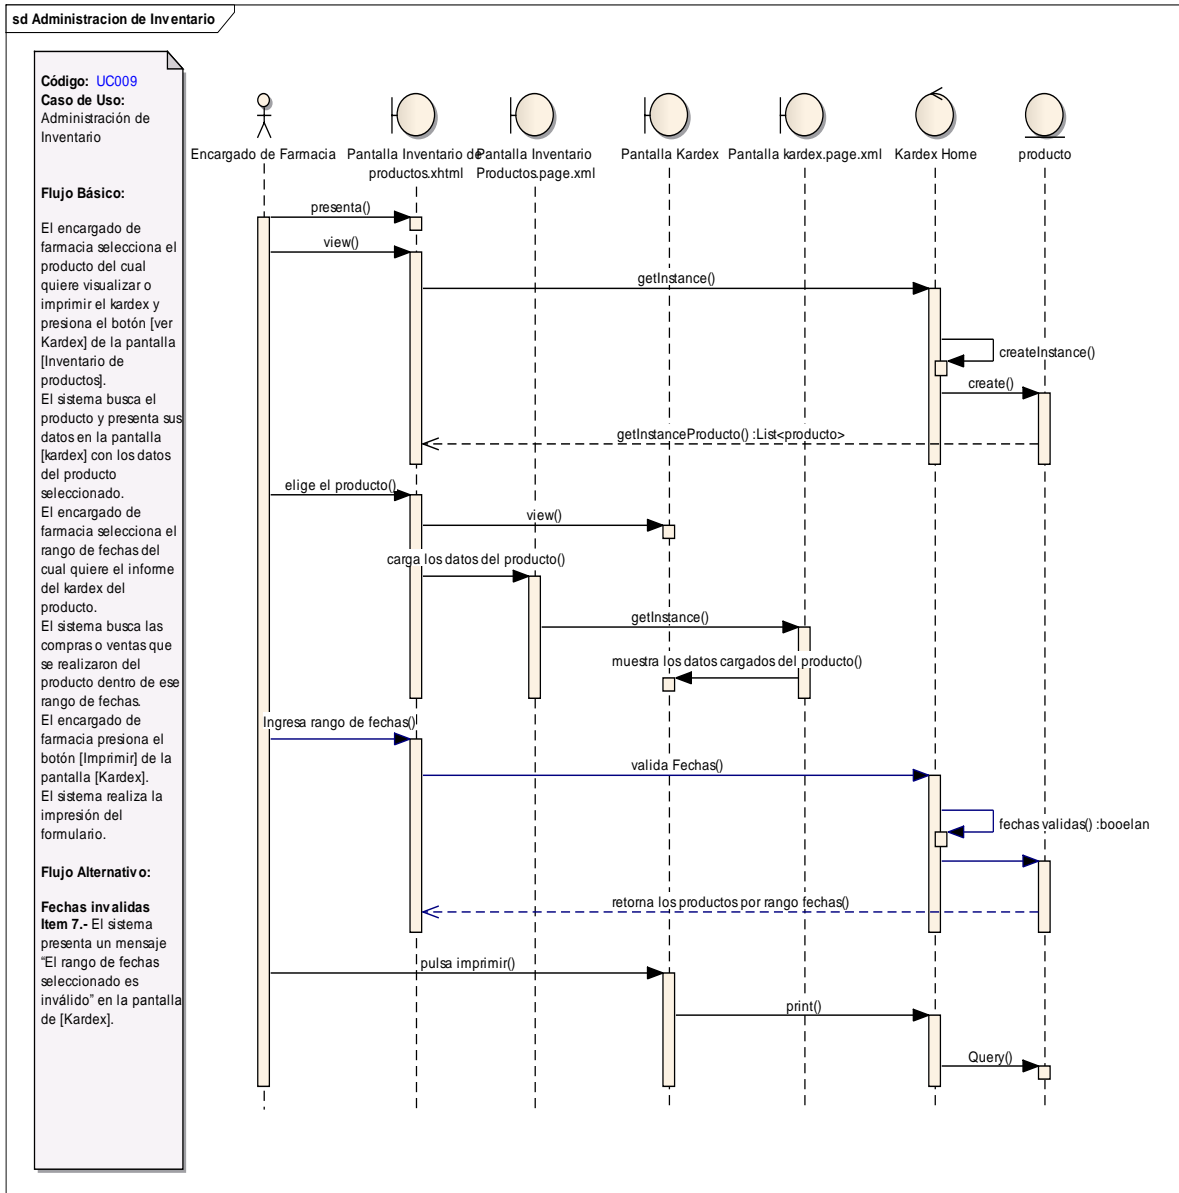 sd Administracion de Inventario
Código: UC009
Caso de Uso:
Administración de
Inventario
Flujo Básico:
El encargado de
farmacia selecciona el
producto del cual
quiere visualizar o
imprimir el kardex y
presiona el botón [ver
Kardex] de la pantalla
[Inventario de
productos].
El sistema busca el
producto y presenta sus
datos en la pantalla
[kardex] con los datos
del producto
seleccionado.
El encargado de
farmacia selecciona el
rango de fechas del
cual quiere el informe
del kardex del
producto.
El sistema busca las
compras o ventas que
se realizaron del
producto dentro de ese
rango de fechas.
El encargado de
farmacia presiona el
botón [Imprimir] de la
pantalla [Kardex].
El sistema realiza la
impresión del
formulario.
Flujo Alternativo:
Fechas invalidas
Item 7.- El sistema
presenta un mensaje
“El rango de fechas
seleccionado es
inválido” en la pantalla
de [Kardex].
Encargado de Farmacia
Pantalla Inventario de
productos.xhtml
Pantalla Inventario
Productos.page.xml
Pantalla Kardex
Pantalla kardex.page.xml
Kardex Home
producto
presenta()
view()
getInstance()
createInstance()
create()
getInstanceProducto() :List<producto>
elige el producto()
view()
carga los datos del producto()
getInstance()
muestra los datos cargados del producto()
Ingresa rango de fechas()
valida Fechas()
fechas validas() :booelan
retorna los productos por rango fechas()
pulsa imprimir()
print()
Query()